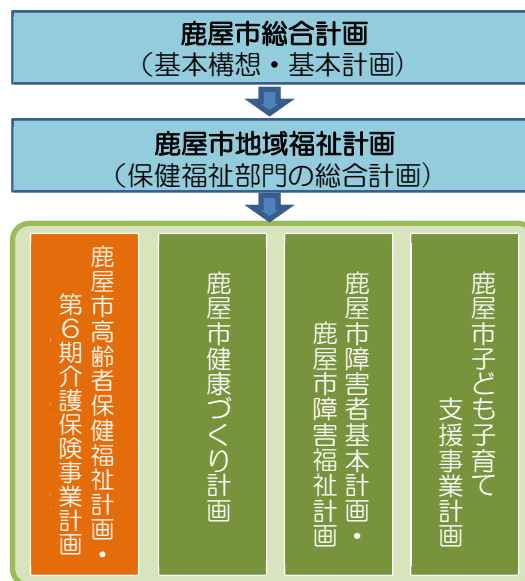 鹿屋市総合計画
（基本構想・基本計画）
鹿屋市地域福祉計画
（保健福祉部門の総合計画）
鹿屋市高齢者保健福祉計画・
第６期介護保険事業計画
鹿屋市健康づくり計画
鹿屋市障害者基本計画・
鹿屋市障害福祉計画
鹿屋市子ども子育て
支援事業計画